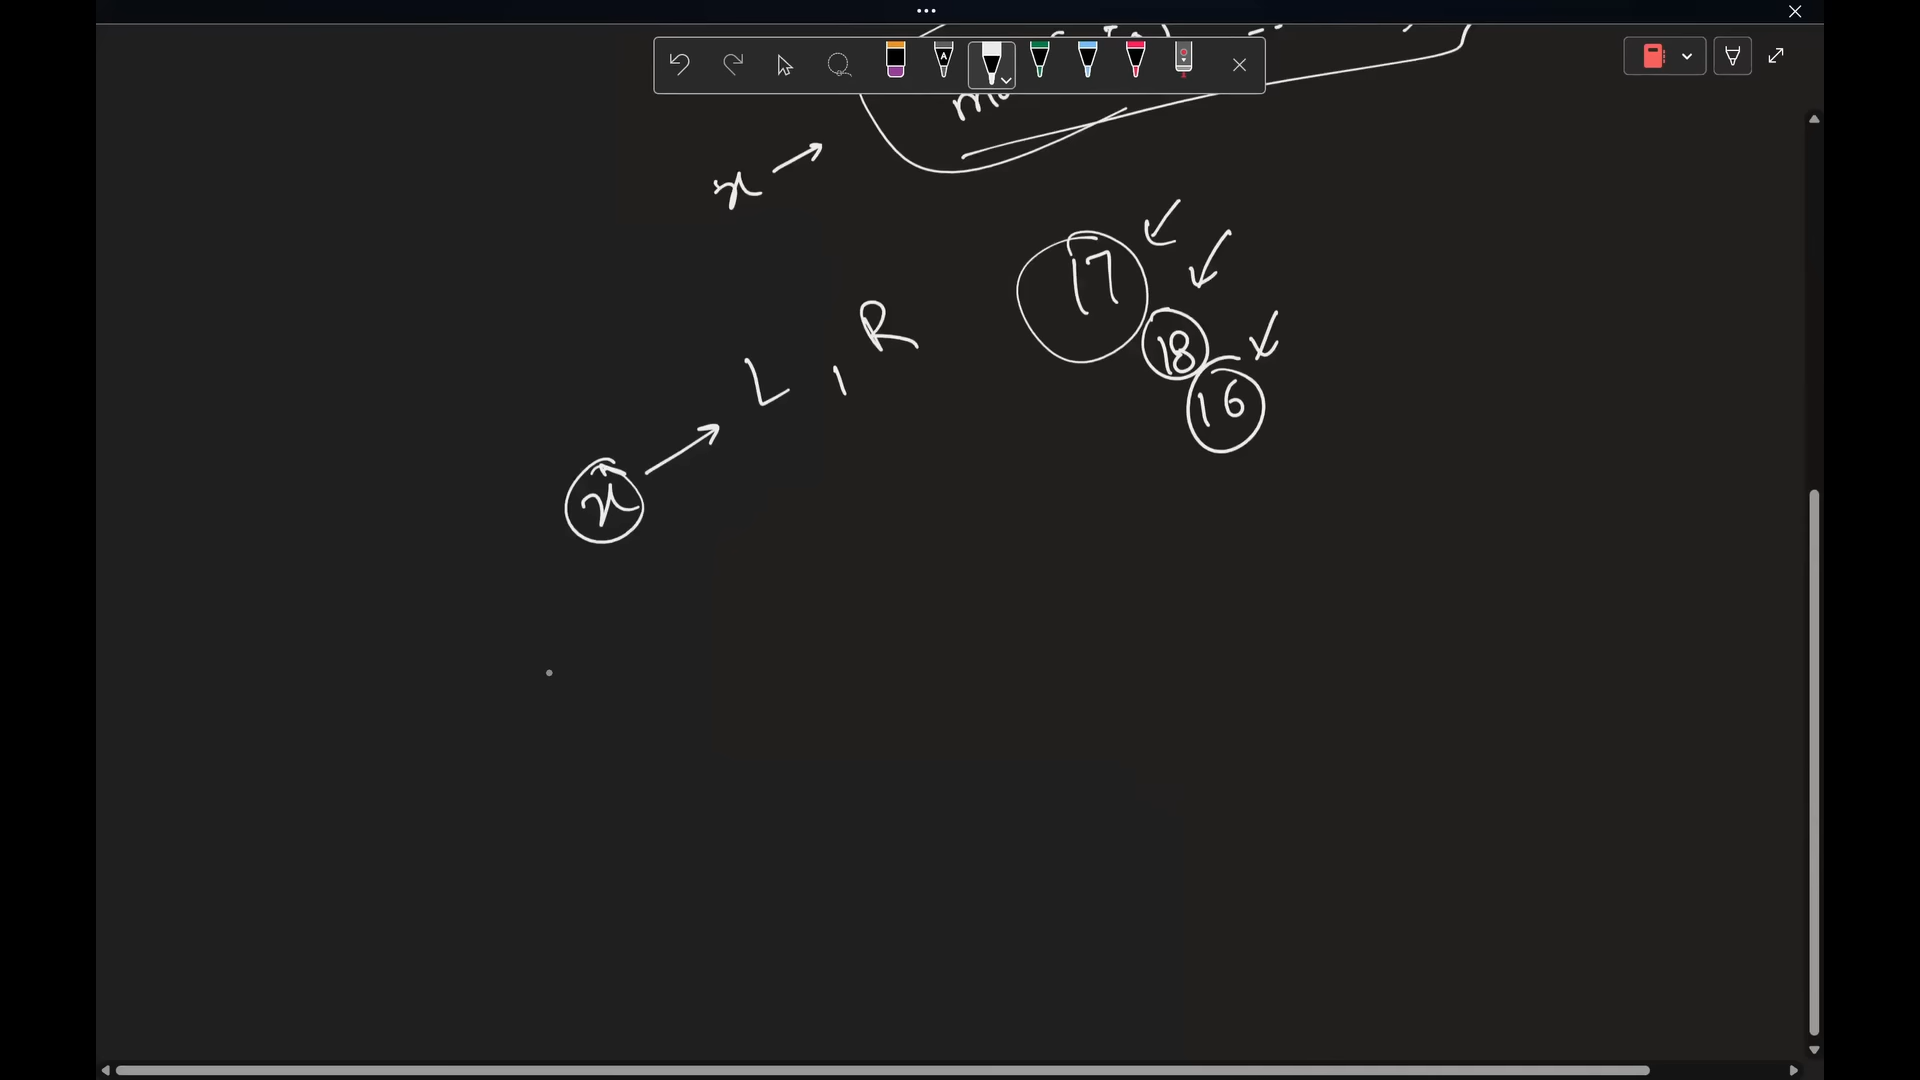 x →
17
18
16
L , R
x →